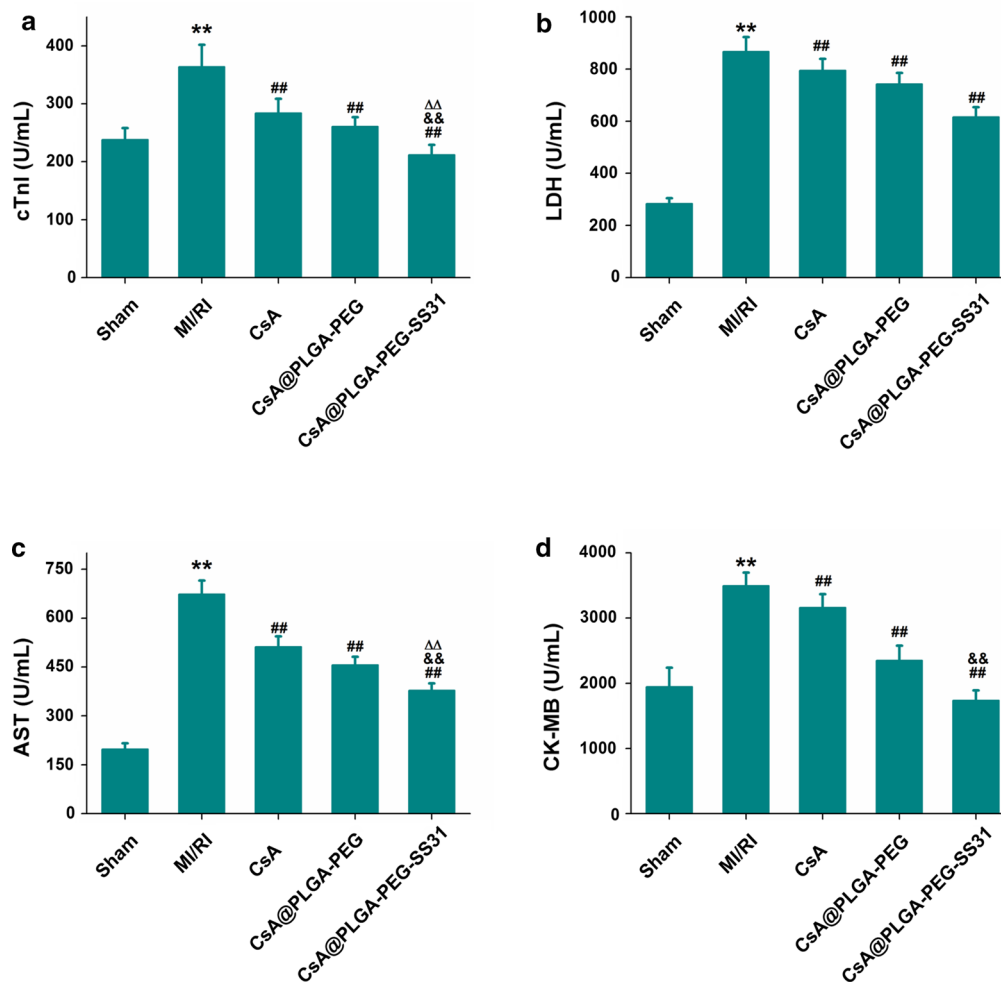 a
cTnI (U/mL)
400
300
200
100
0
**
##
##
ΔΔ
&&
##
Sham
MI/RI
CsA
CsA@PLGA-PEG
CsA@PLGA-PEG-SS31
b
LDH (U/mL)
1000
800
600
400
200
0
**
##
##
##
Sham
MI/RI
CsA
CsA@PLGA-PEG
CsA@PLGA-PEG-SS31
c
AST (U/mL)
750
600
450
300
150
0
**
##
##
ΔΔ
&&
##
Sham
MI/RI
CsA
CsA@PLGA-PEG
CsA@PLGA-PEG-SS31
d
CK-MB (U/mL)
4000
3000
2000
1000
0
**
##
##
&&
##
Sham
MI/RI
CsA
CsA@PLGA-PEG
CsA@PLGA-PEG-SS31